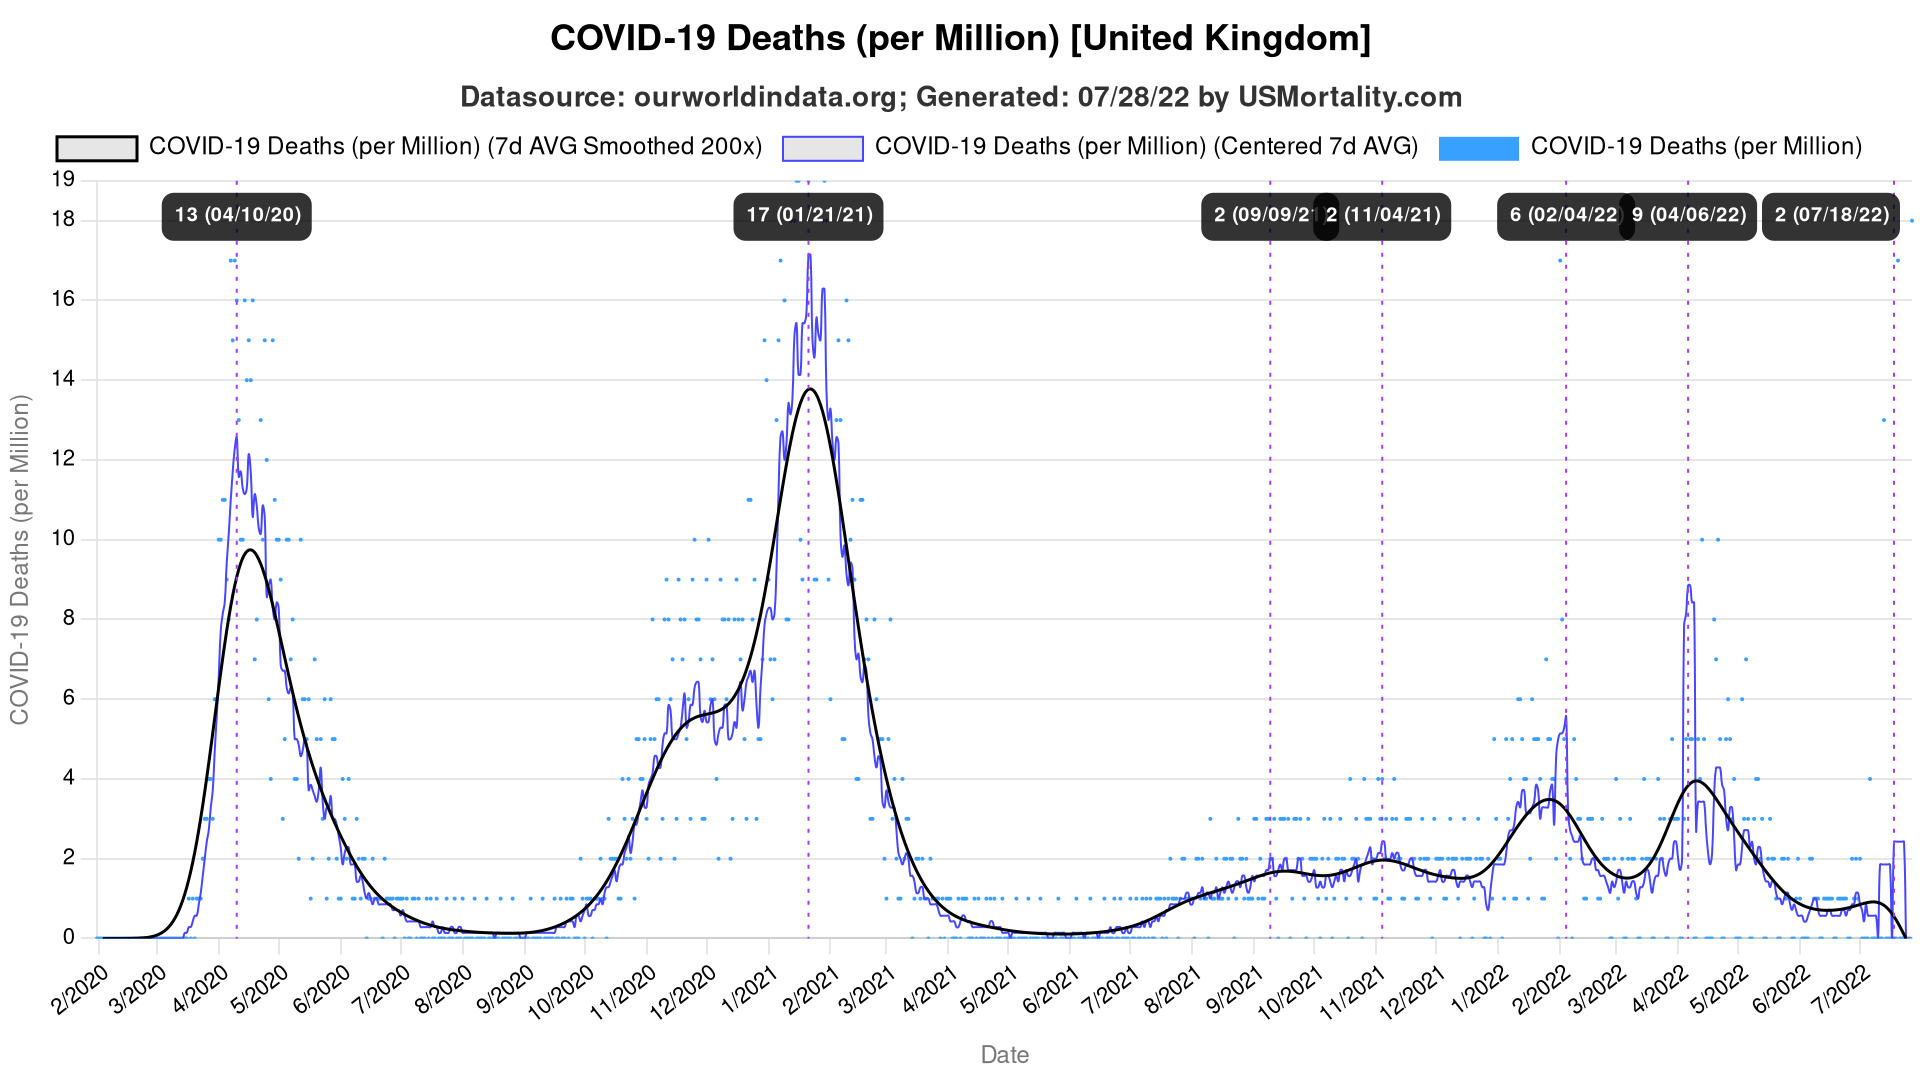 COVID-19 Deaths (per Million) [United Kingdom]
Datasource: ourworldindata.org; Generated: 07/28/22 by USMortality.com
COVID-19 Deaths (per Million) (7d AVG Smoothed 200x) COVID-19 Deaths (per Million) (Centered 7d AVG) COVID-19 Deaths (per Million)
13 (04/10/20) 17 (01/21/21) 2 (09/09/21) 2 (11/04/21) 6 (02/04/22) 9 (04/06/22) 2 (07/18/22)
COVID-19 Deaths (per Million)
19
18
16
14
12
10
8
6
4
2
0
2/2020 3/2020 4/2020 5/2020 6/2020 7/2020 8/2020 9/2020 10/2020 11/2020 12/2020 1/2021 2/2021 3/2021 4/2021 5/2021 6/2021 7/2021 8/2021 9/2021 10/2021 11/2021 12/2021 1/2022 2/2022 3/2022 4/2022 5/2022 6/2022 7/2022
Date